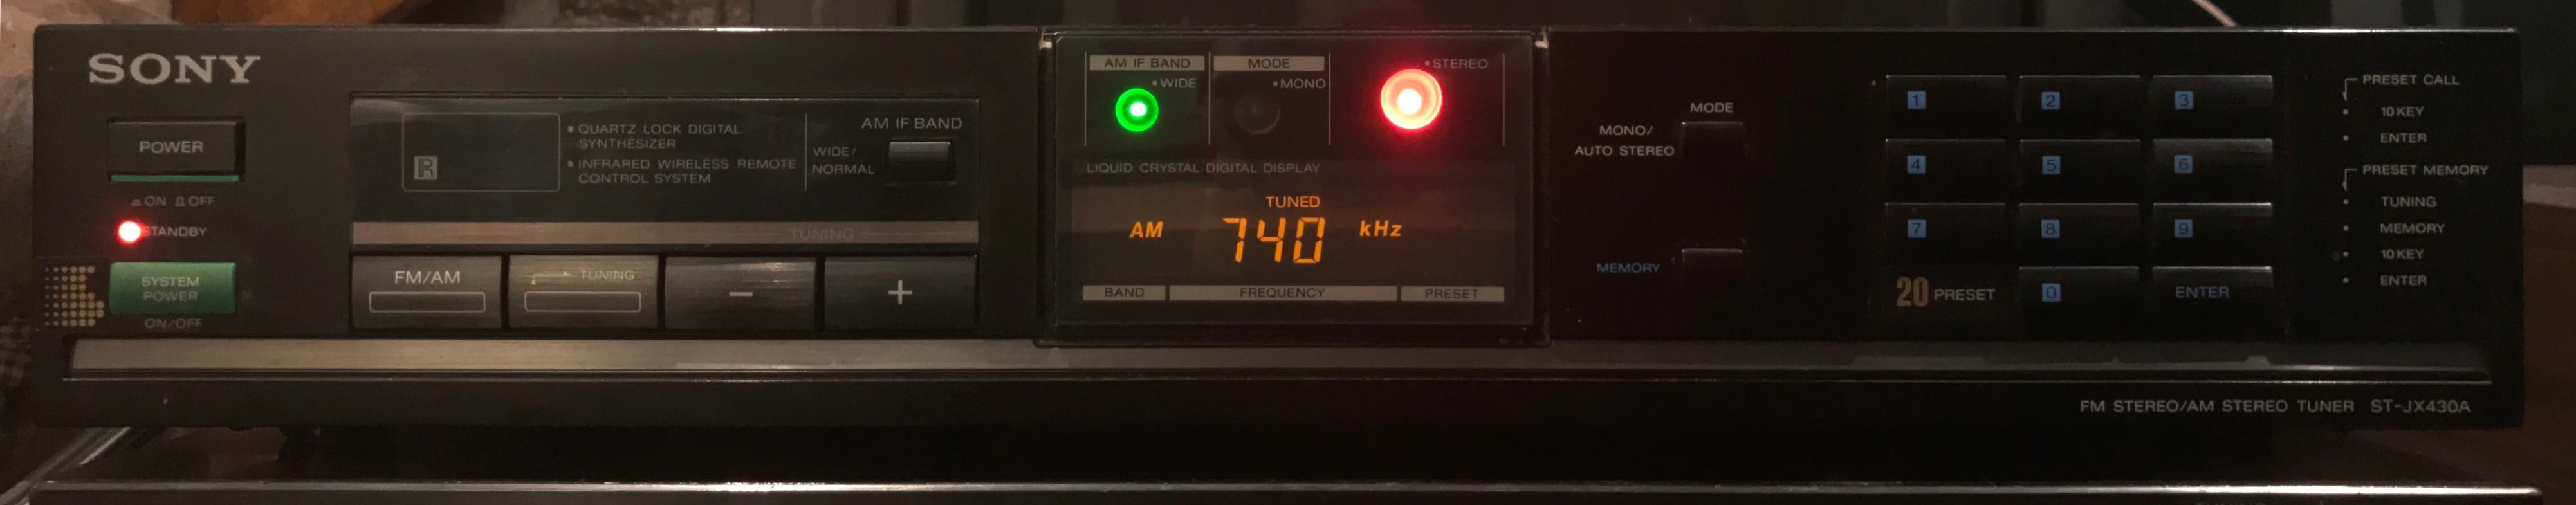 SONY
POWER
ON OFF
STANDBY
SYSTEM
POWER
ON/OFF
R
QUARTZ LOCK DIGITAL
SYNTHESIZER
INFRARED WIRELESS REMOTE
CONTROL SYSTEM
AM IF BAND
WIDE/
NORMAL
TUNING
FM/AM
TUNING
−
+
AM IF BAND
WIDE
MODE
MONO
STEREO
LIQUID CRYSTAL DIGITAL DISPLAY
TUNED
AM 740 kHz
BAND FREQUENCY PRESET
MODE
MONO/
AUTO STEREO
MEMORY
1 2 3
4 5 6
7 8 9
20 PRESET 0 ENTER
PRESET CALL
10KEY
ENTER
PRESET MEMORY
TUNING
MEMORY
10KEY
ENTER
FM STEREO/AM STEREO TUNER ST-JX430A